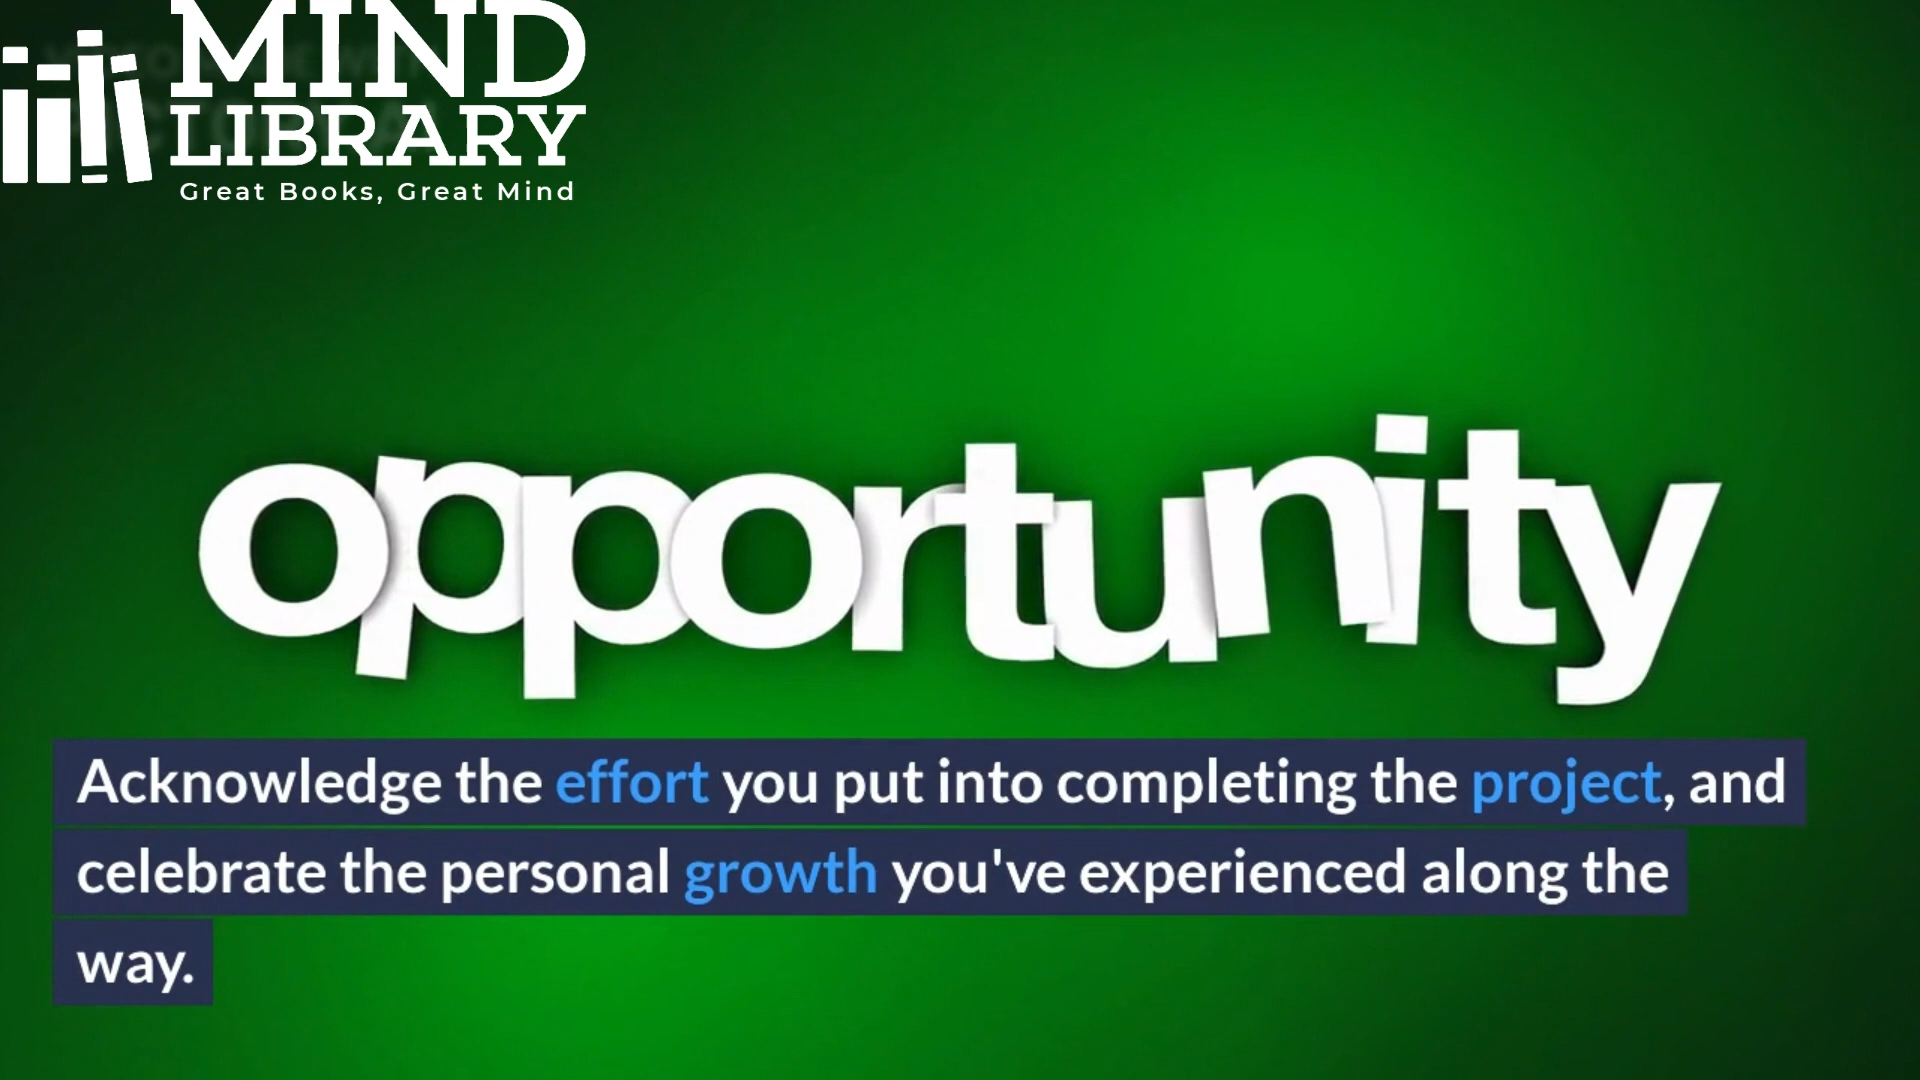 MIND
LIBRARY
Great Books, Great Mind
opportunity
Acknowledge the effort you put into completing the project, and
celebrate the personal growth you've experienced along the
way.